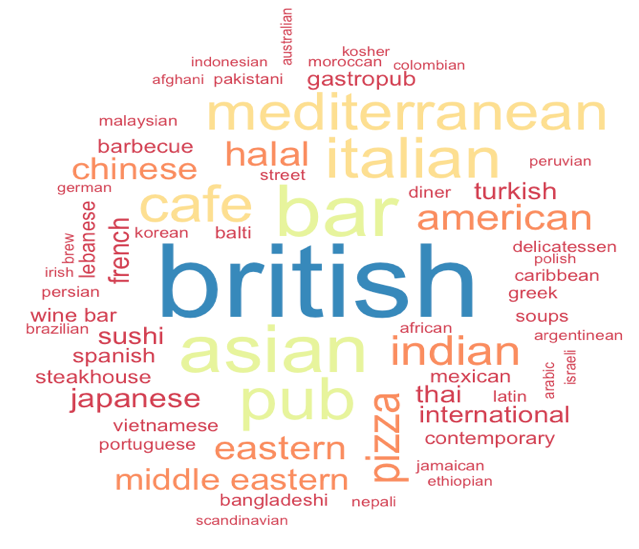 australian
kosher
indonesian
moroccan
colombian
afghani
pakistani
gastropub
mediterranean
malaysian
barbecue
halal
italian
peruvian
chinese
street
german
cafe
bar
diner
turkish
american
lebanese
french
korean
balti
brew
delicatessen
polish
irish
british
caribbean
persian
greek
wine bar
soups
brazilian
sushi
asian
african
argentinean
spanish
indian
steakhouse
mexican
arabic
israeli
japanese
pub
pizza
thai
latin
international
vietnamese
portuguese
eastern
contemporary
middle eastern
jamaican
ethiopian
bangladeshi
nepali
scandinavian